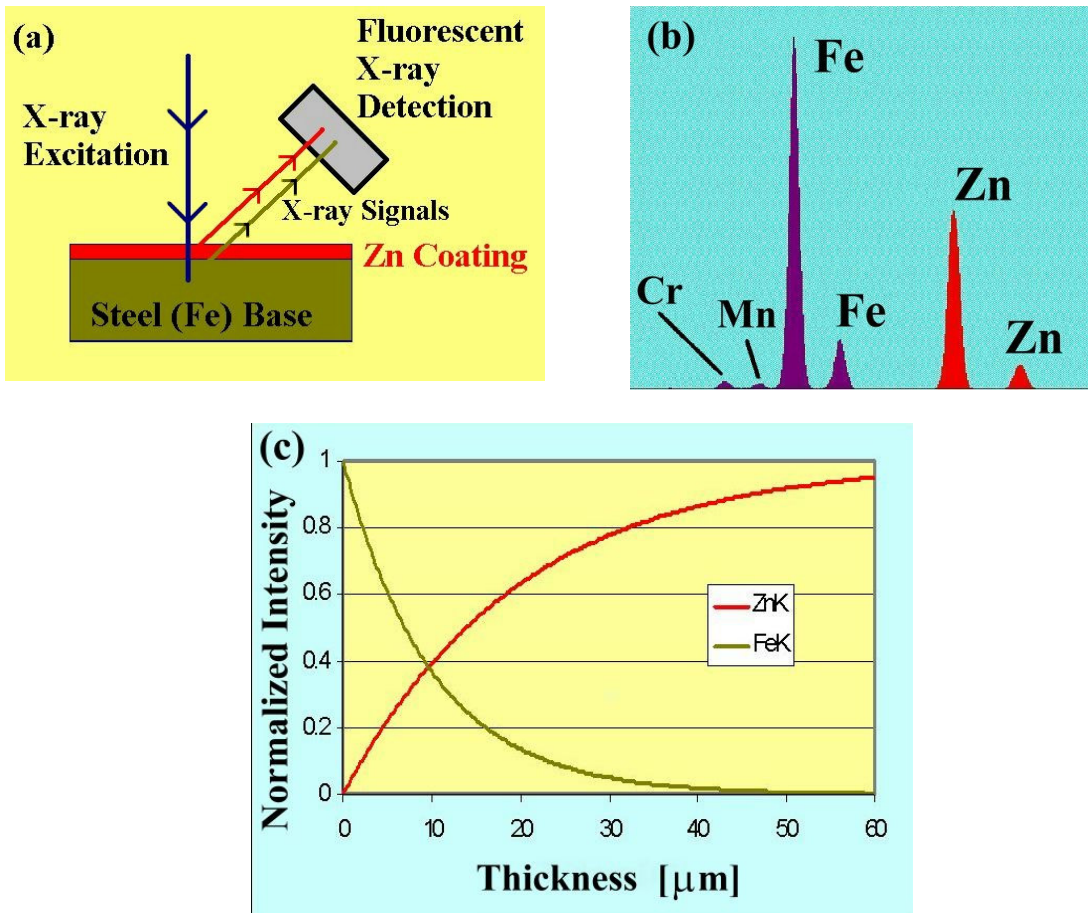 (a)
Fluorescent
X-ray
Detection
X-ray
Excitation
X-ray Signals
Zn Coating
Steel (Fe) Base
(b)
Fe
Zn
Cr
Mn
Fe
Zn
(c)
Normalized Intensity
1
0.8
0.6
0.4
0.2
0
ZnK
FeK
0 10 20 30 40 50 60
Thickness [μm]